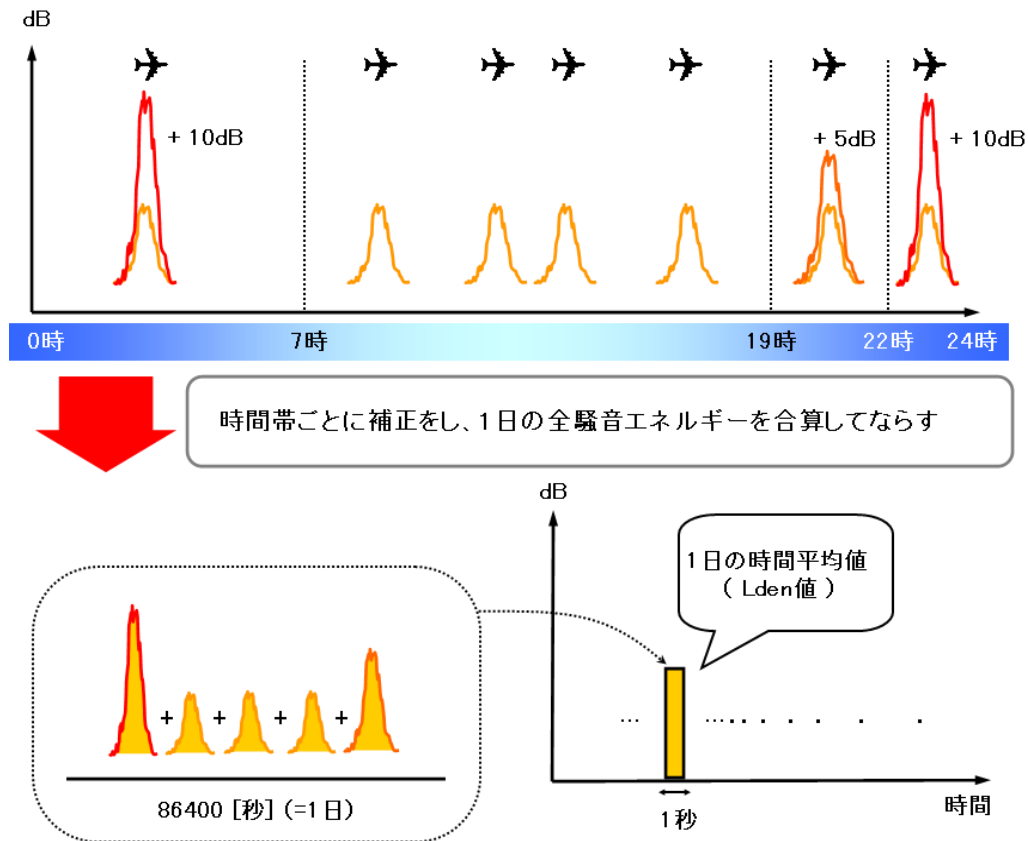 dB
+ 10dB
+ 5dB
+ 10dB
0時
7時
19時
22時
24時
時間帯ごとに補正をし、1日の全騒音エネルギーを合算してならす
dB
1日の時間平均値
( Lden値 )
+ + + +
86400 [秒] (=1日)
… …・・・・・・
1秒
時間